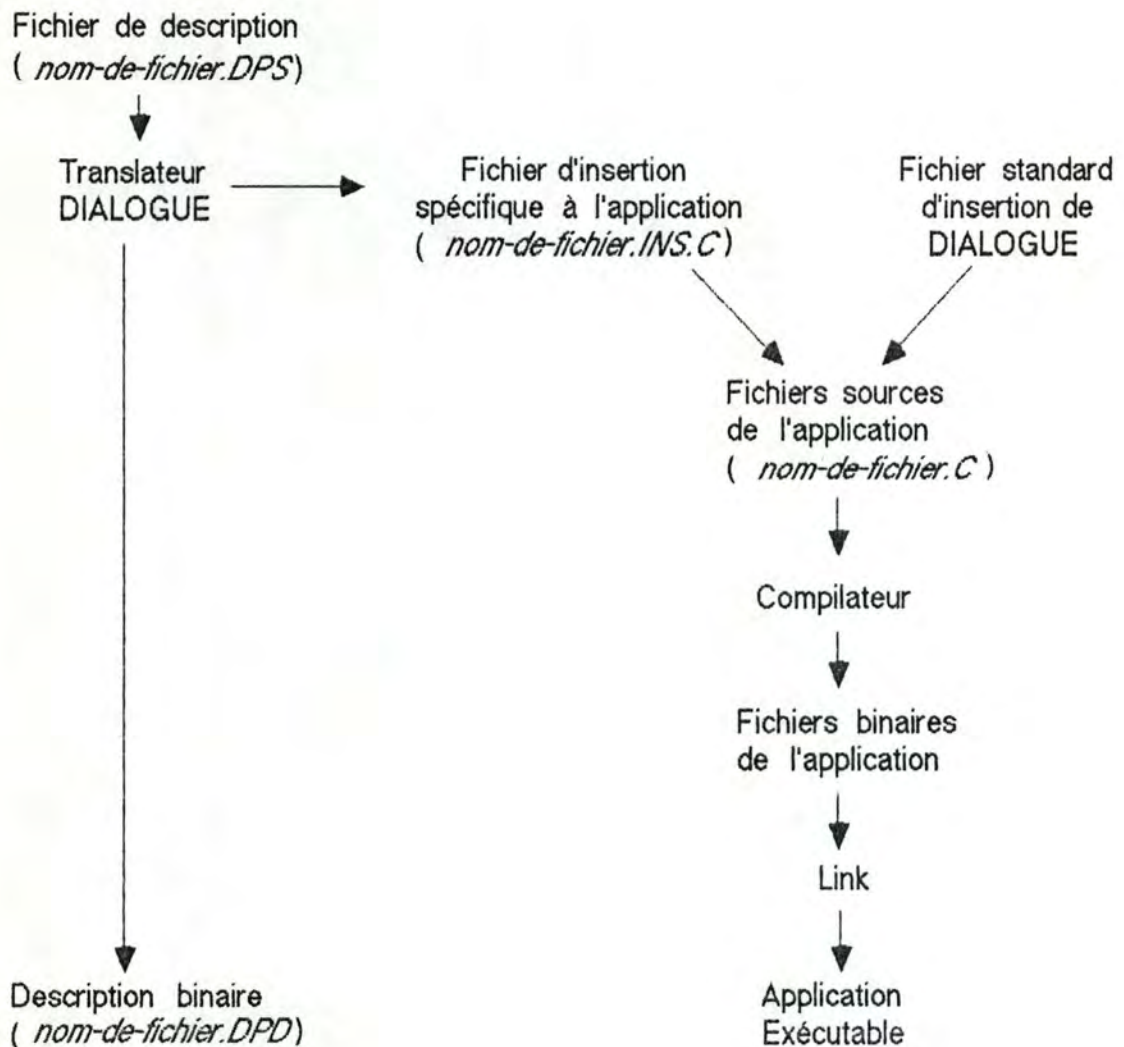 Fichier de description
( nom-de-fichier.DPS)
Translateur
DIALOGUE
Fichier d'insertion
spécifique à l'application
( nom-de-fichier.INS.C)
Fichier standard
d'insertion de
DIALOGUE
Fichiers sources
de l'application
( nom-de-fichier.C )
Compilateur
Fichiers binaires
de l'application
Link
Description binaire
( nom-de-fichier.DPD)
Application
Exécutable